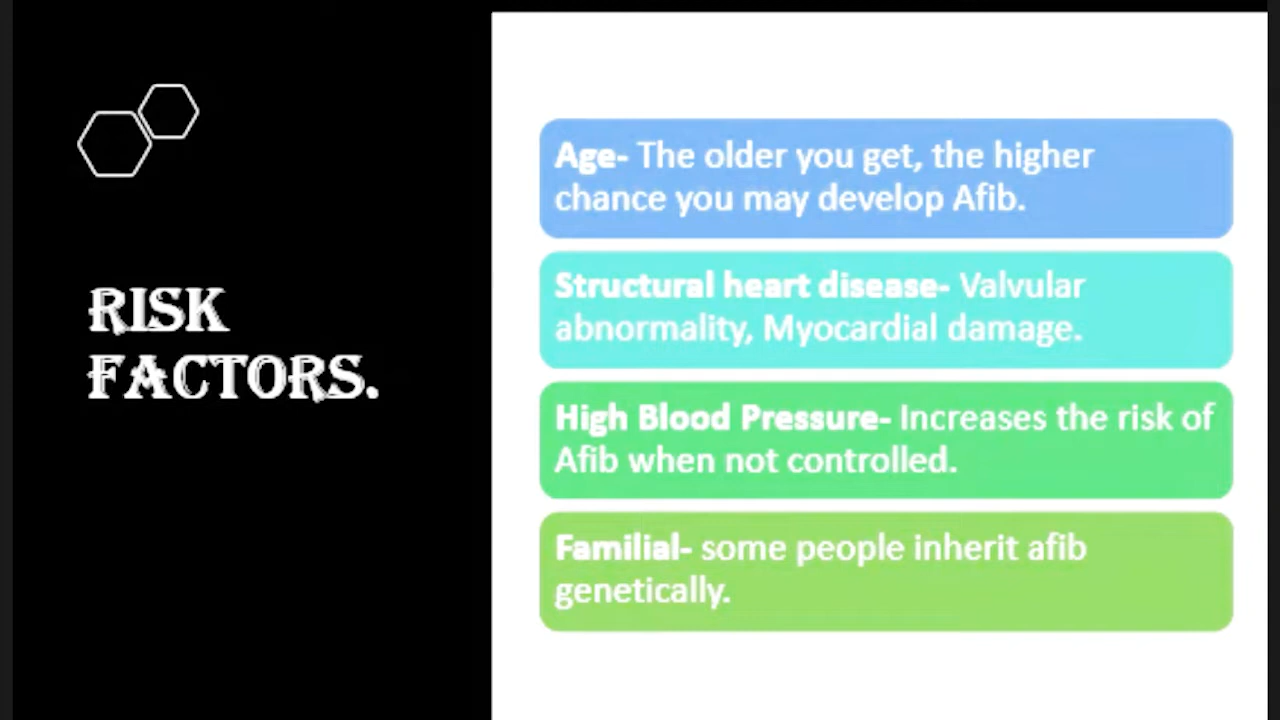 RISK
FACTORS.
Age- The older you get, the higher
chance you may develop Afib.
Structural heart disease- Valvular
abnormality, Myocardial damage.
High Blood Pressure- Increases the risk of
Afib when not controlled.
Familial- some people inherit afib
genetically.